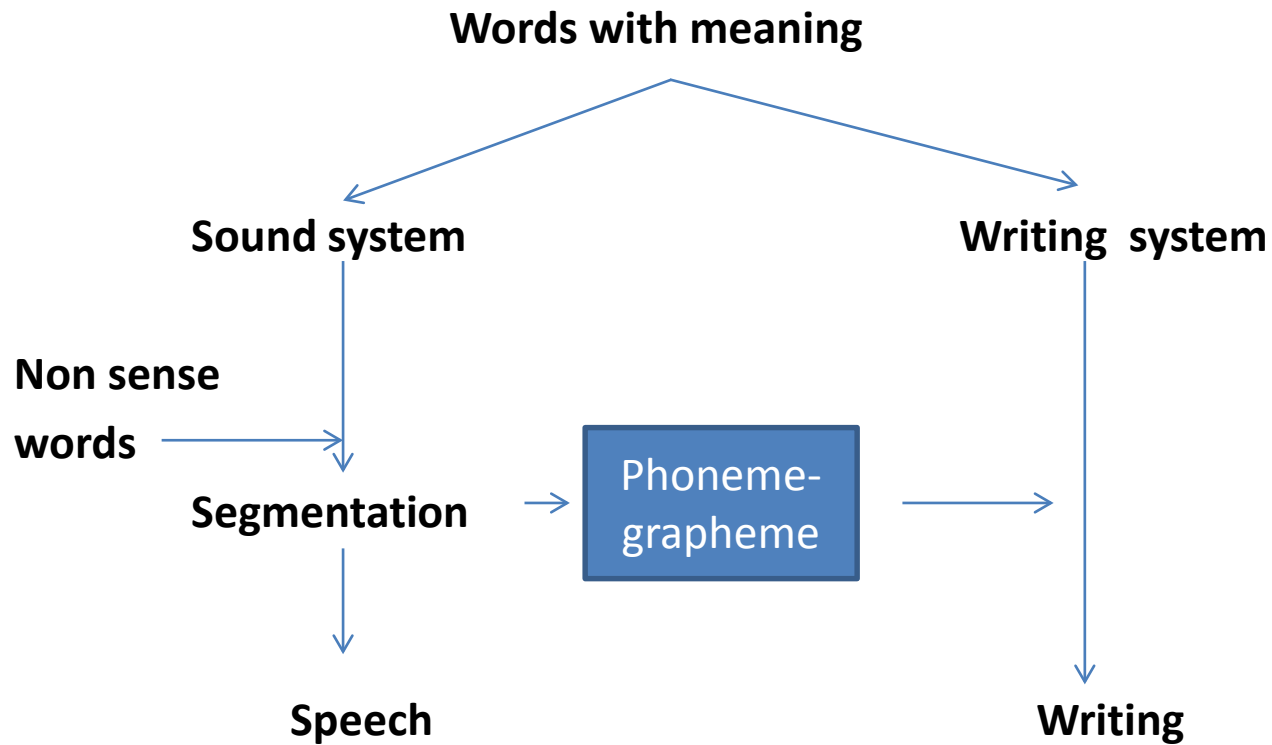 Words with meaning
Sound system
Writing system
Non sense
words
Segmentation
Phoneme-
grapheme
Speech
Writing